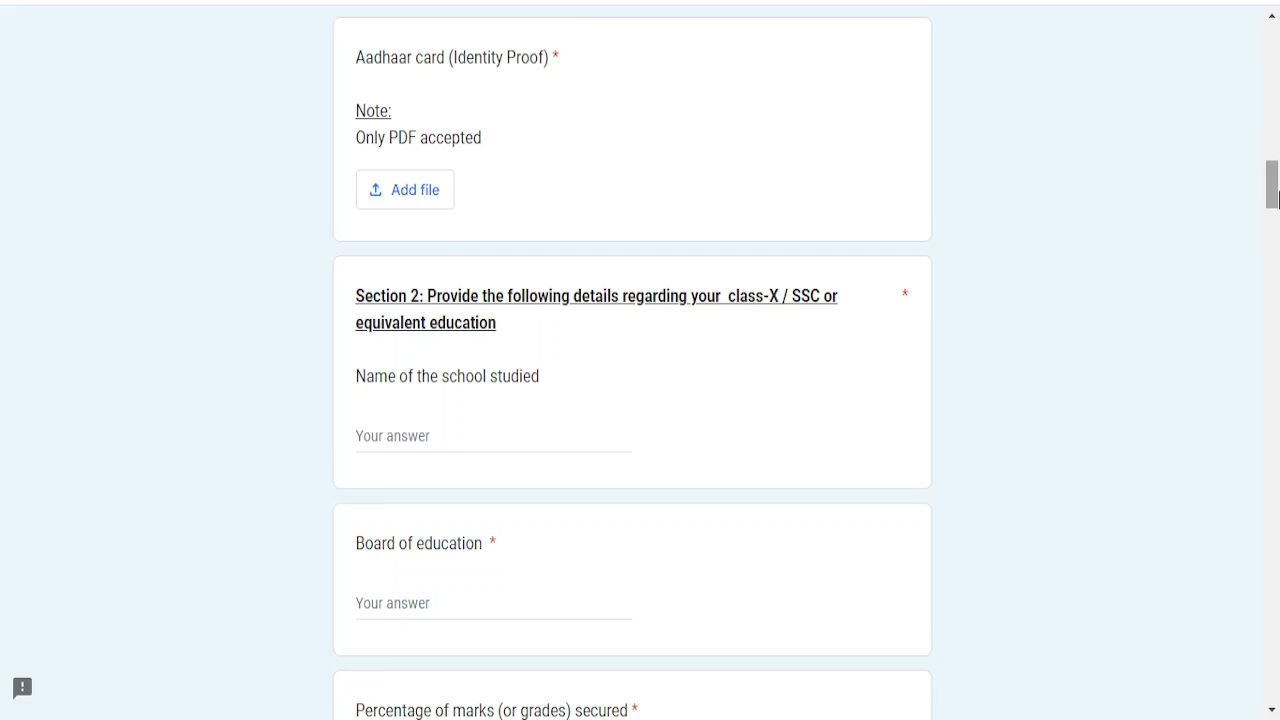 Aadhaar card (Identity Proof) *
Note:
Only PDF accepted
Add file
Section 2: Provide the following details regarding your  class-X / SSC or *
equivalent education
Name of the school studied
Your answer
Board of education *
Your answer
Percentage of marks (or grades) secured *